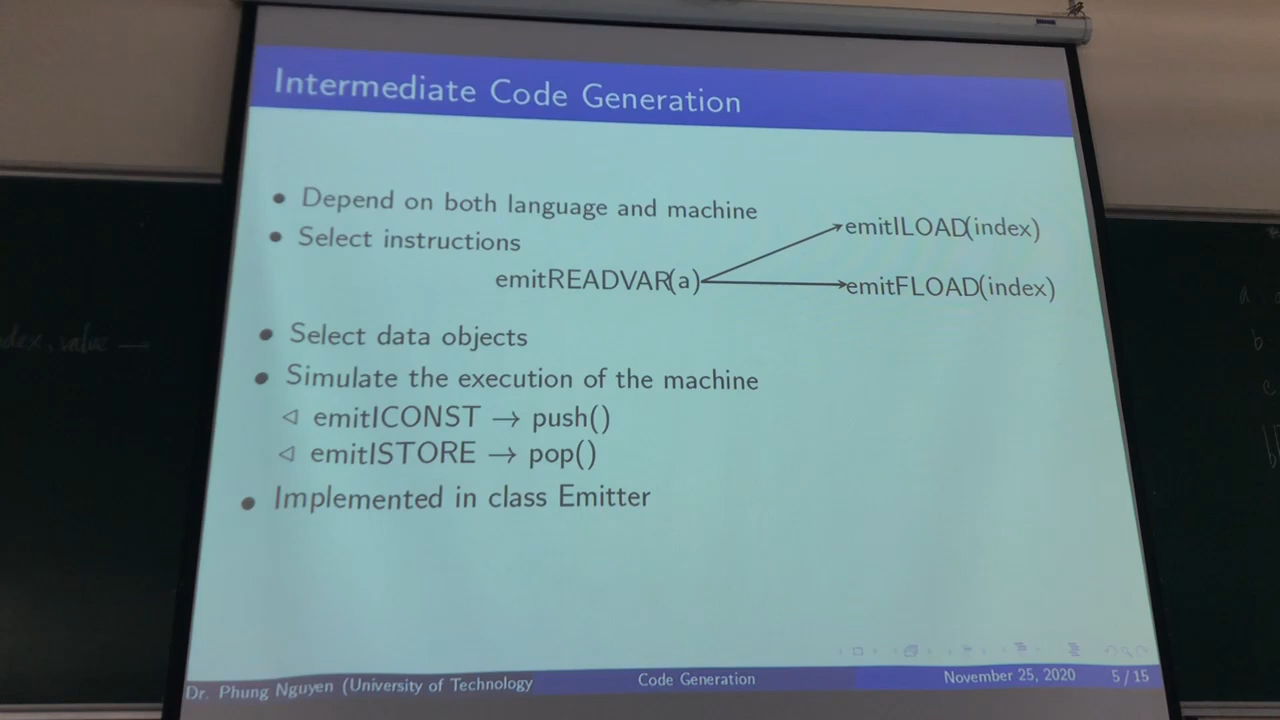 Intermediate Code Generation
• Depend on both language and machine
• Select instructions
emitREADVAR(a)
emitILOAD(index)
emitFLOAD(index)
• Select data objects
• Simulate the execution of the machine
◁ emitICONST → push()
◁ emitISTORE → pop()
• Implemented in class Emitter
value —
a
b
Dr. Phung Nguyen (University of Technology
Code Generation
November 25, 2020
5 / 15